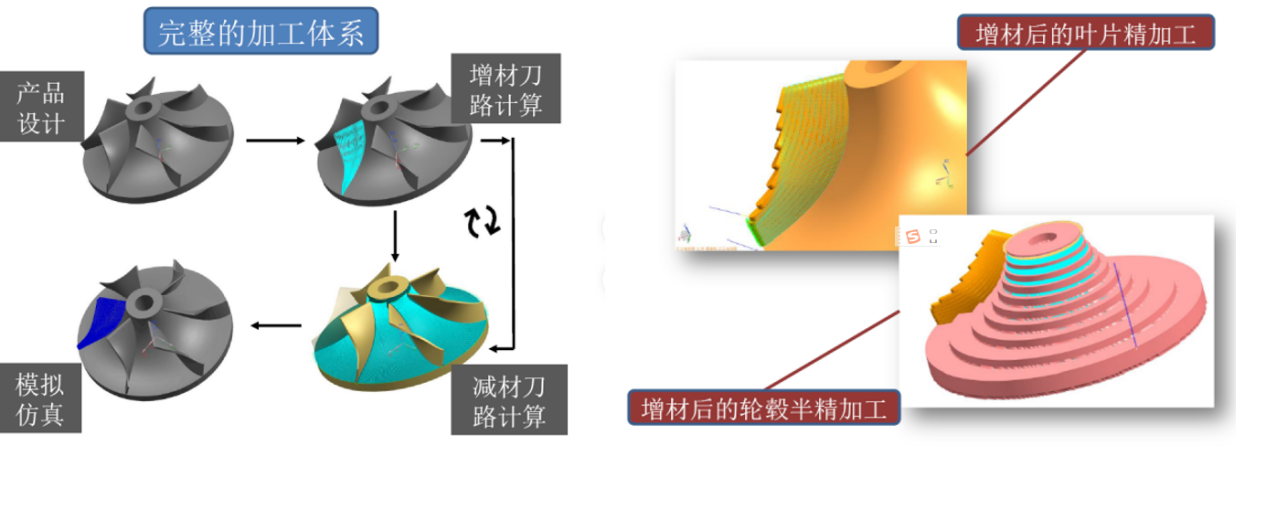 完整的加工体系
产品
设计
增材刀
路计算
模拟
仿真
减材刀
路计算
增材后的叶片精加工
增材后的轮毂半精加工